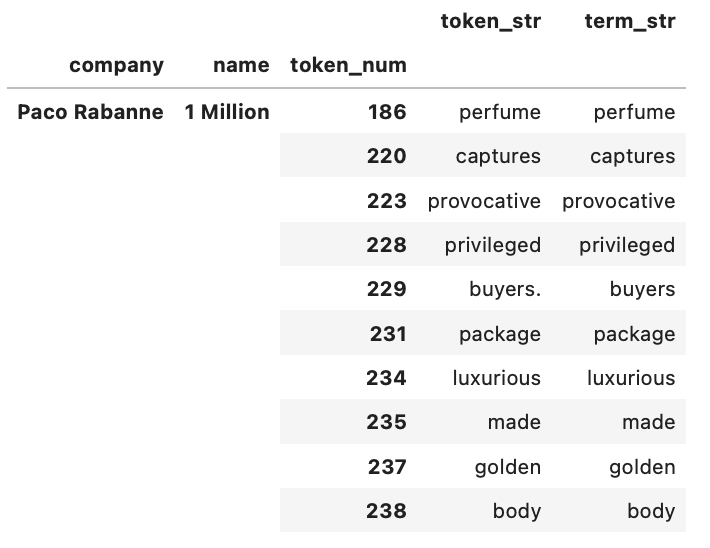 token_str term_str
company name token_num
Paco Rabanne 1 Million 186 perfume perfume
220 captures captures
223 provocative provocative
228 privileged privileged
229 buyers. buyers
231 package package
234 luxurious luxurious
235 made made
237 golden golden
238 body body